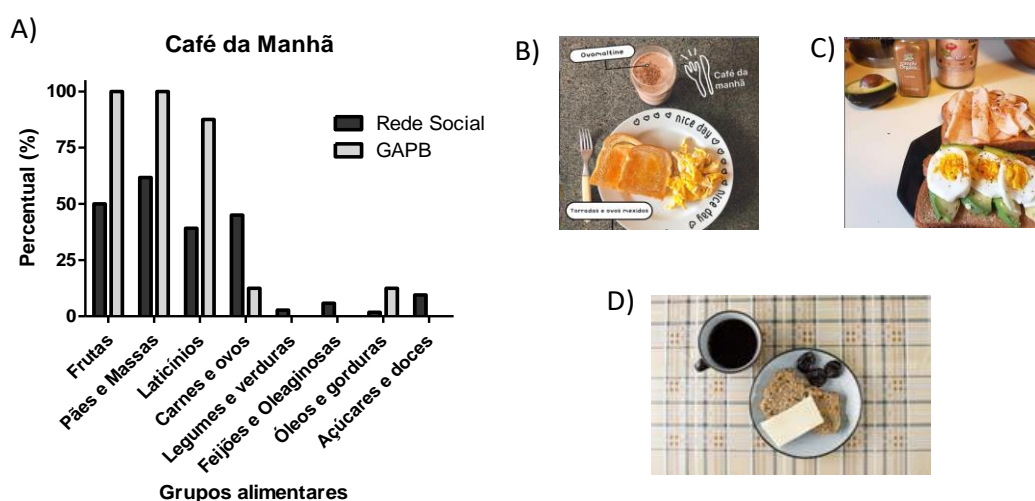 A)
Café da Manhã
Percentual (%)
100
75
50
25
0
Rede Social
GAPB
Frutas
Pães e Massas
Laticínios
Carnes e ovos
Legumes e verduras
Feijões e Oleaginosas
Óleos e gorduras
Açúcares e doces
Grupos alimentares
B)
Ovomaltine
Café da
manhã
nice day
nice day
Torradas e ovos mexidos
C)
D)